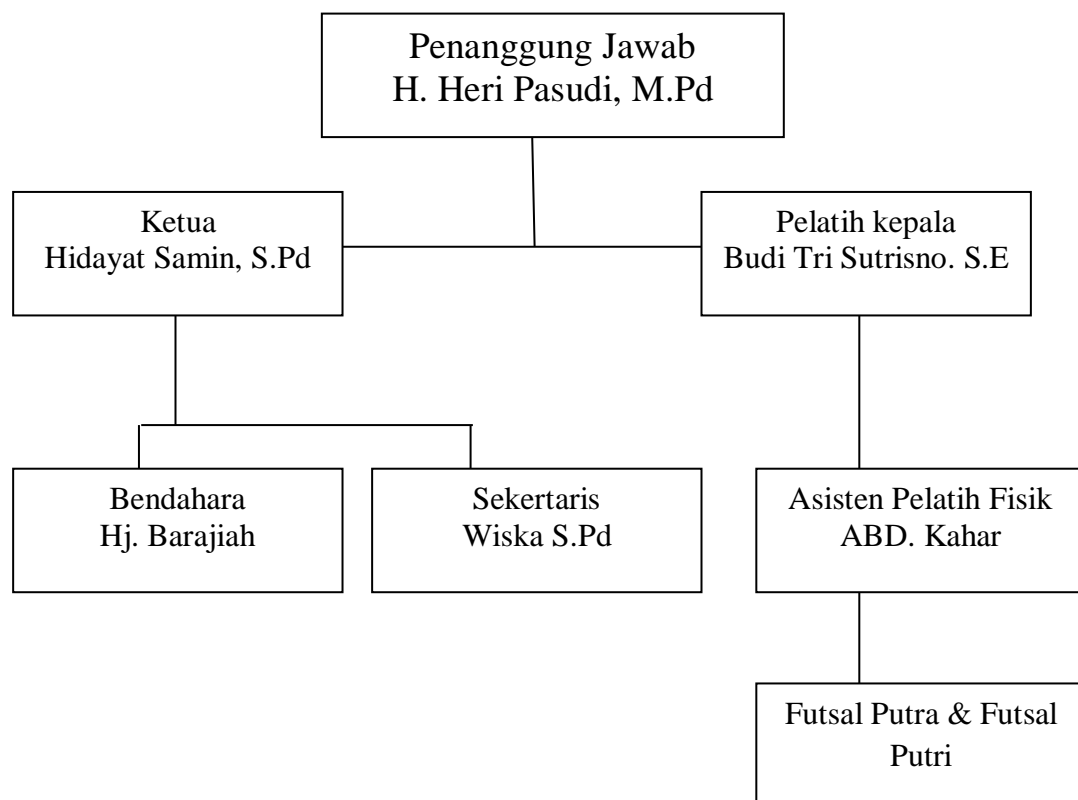 Penanggung Jawab
H. Heri Pasudi, M.Pd
Ketua
Hidayat Samin, S.Pd
Pelatih kepala
Budi Tri Sutrisno. S.E
Bendahara
Hj. Barajiah
Sekertaris
Wiska S.Pd
Asisten Pelatih Fisik
ABD. Kahar
Futsal Putra & Futsal
Putri